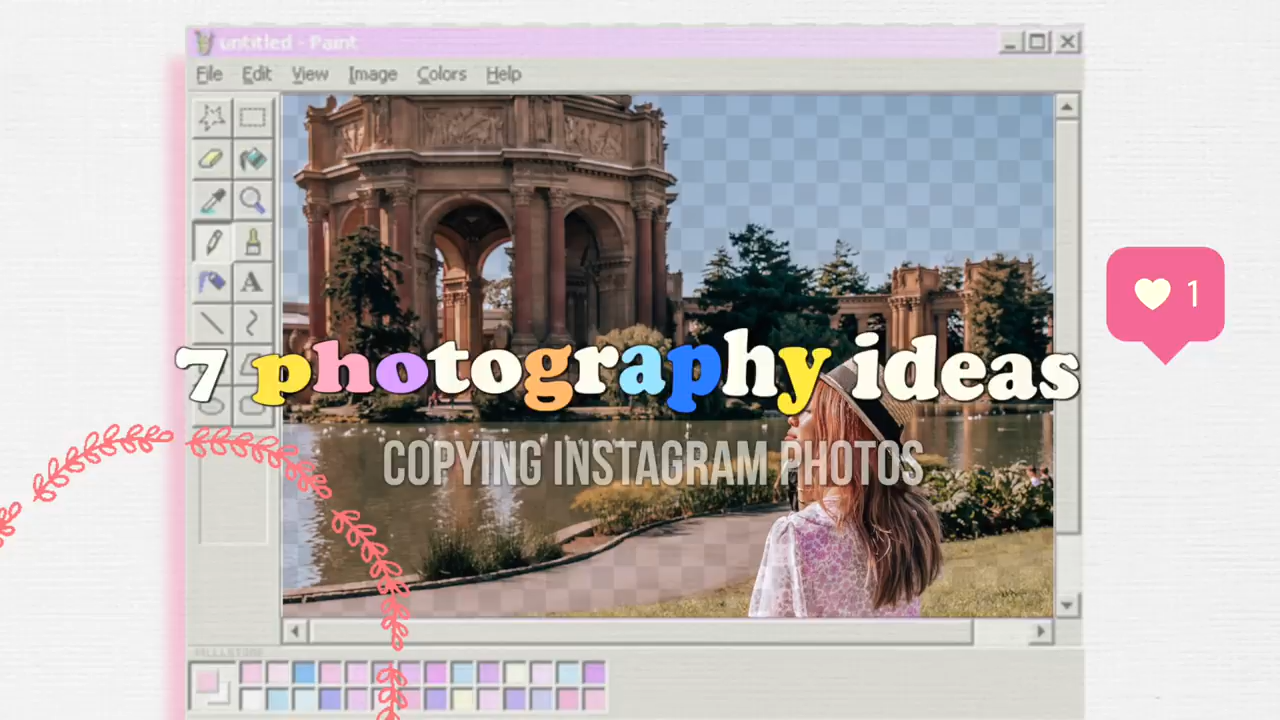 untitled - Paint
File Edit View Image Colors Help
A
1
7 photography ideas
COPYING INSTAGRAM PHOTOS